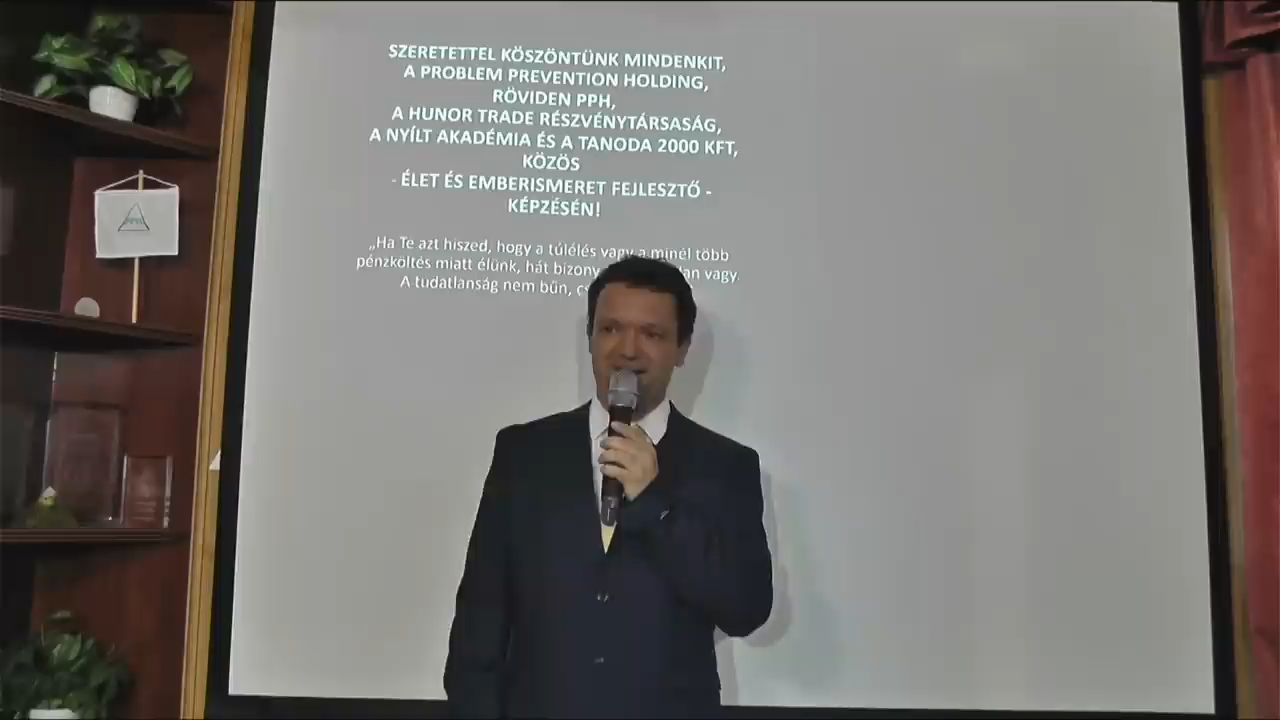 SZERETETTEL KÖSZÖNTÜNK MINDENKIT,
A PROBLEM PREVENTION HOLDING,
RÖVIDEN PPH,
A HUNOR TRADE RÉSZVÉNYTÁRSASÁG,
A NYÍLT AKADÉMIA ÉS A TANODA 2000 KFT,
KÖZÖS
- ÉLET ÉS EMBERISMERET FEJLESZTŐ -
KÉPZÉSÉN!
„Ha Te azt hiszed, hogy a túlélés vagy a minél több
pénzköltés miatt élünk, hát bizony vagy.
A tudatlanság nem bűn,
PPH